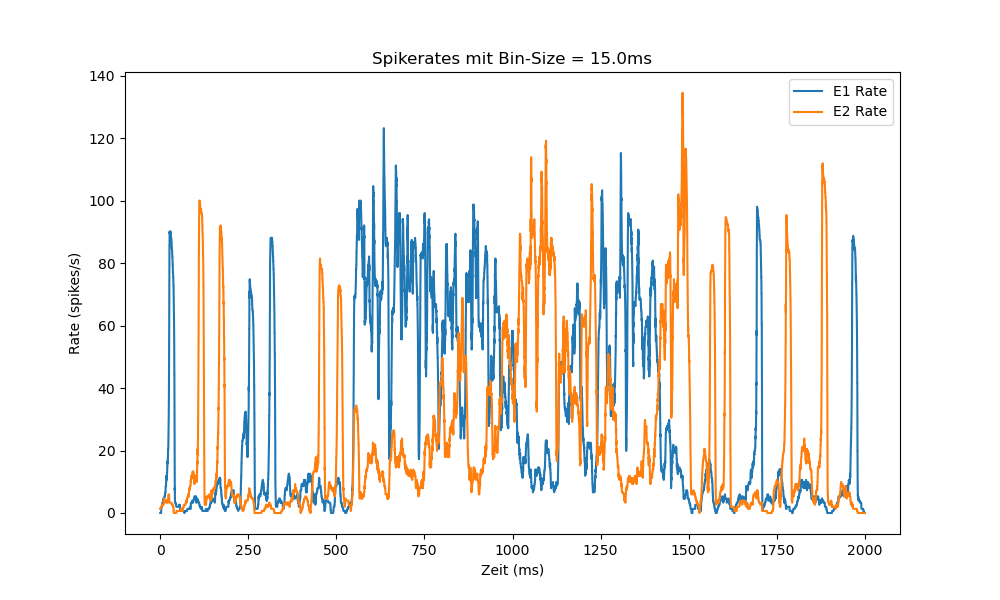 Spikerates mit Bin-Size = 15.0ms
E1 Rate
E2 Rate
Rate (spikes/s)
140
120
100
80
60
40
20
0
0 250 500 750 1000 1250 1500 1750 2000
Zeit (ms)